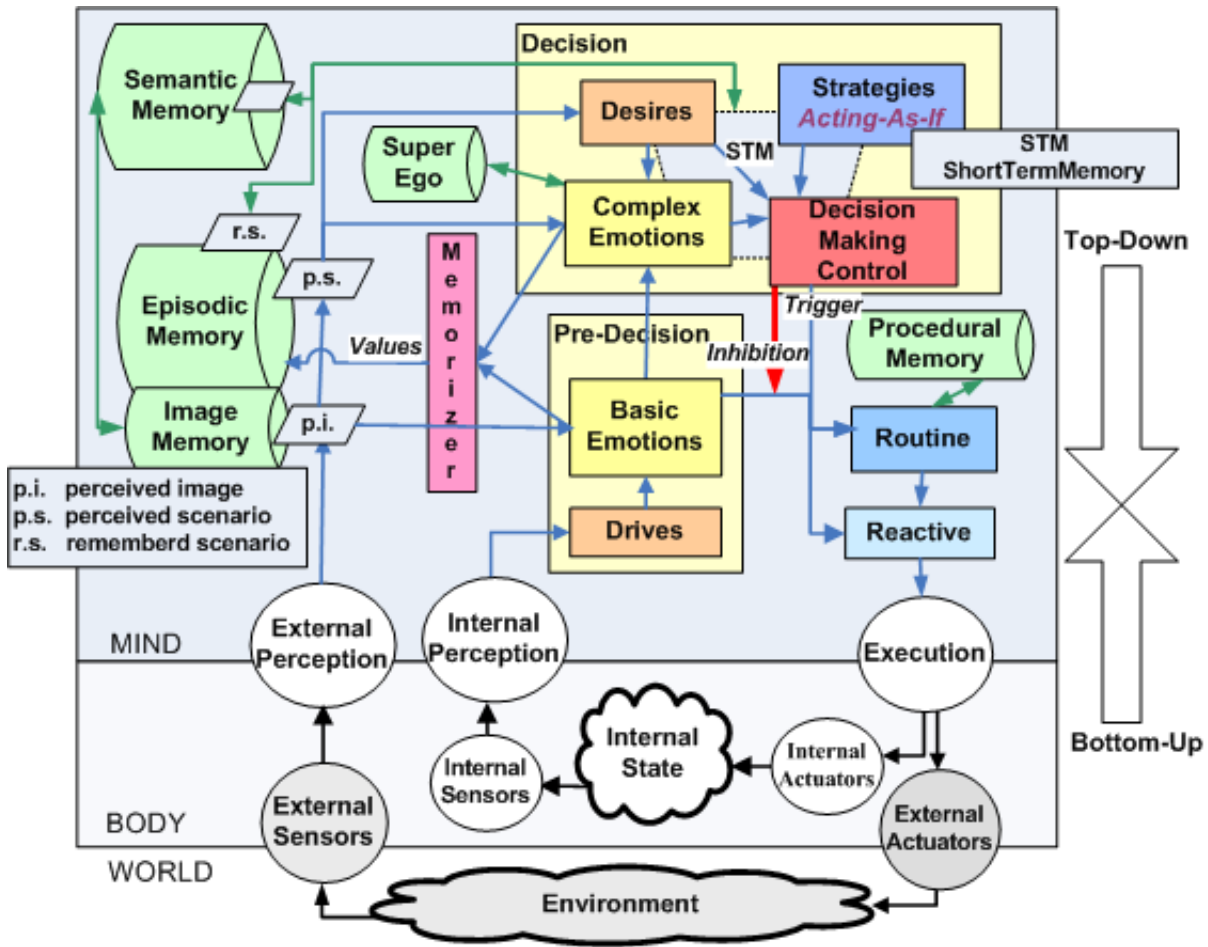 Decision
Semantic
Memory
Desires
Strategies
Acting-As-If
Super
Ego
STM
STM
ShortTermMemory
Complex
Emotions
Decision
Making
Control
r.s.
p.s.
Memorizer
Top-Down
Episodic
Memory
Values
Trigger
Pre-Decision
Inhibition
Procedural
Memory
Image
Memory
p.i.
Basic
Emotions
Routine
p.i. perceived image
p.s. perceived scenario
r.s. rememberd scenario
Drives
Reactive
MIND
External
Perception
Internal
Perception
Execution
Bottom-Up
Internal
Sensors
Internal
State
Internal
Actuators
BODY
External
Sensors
External
Actuators
WORLD
Environment